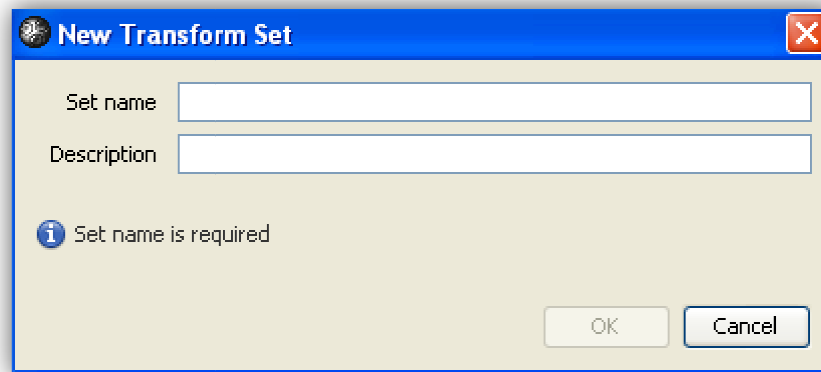 New Transform Set
Set name
Description
Set name is required
OK
Cancel